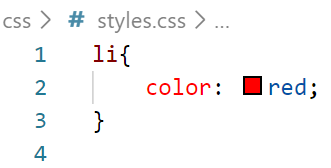 css > # styles.css > ...
1 li{
2 color: red;
3 }
4